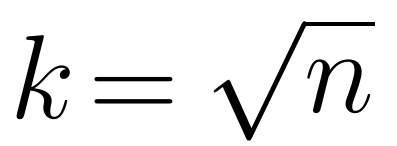 k = √n